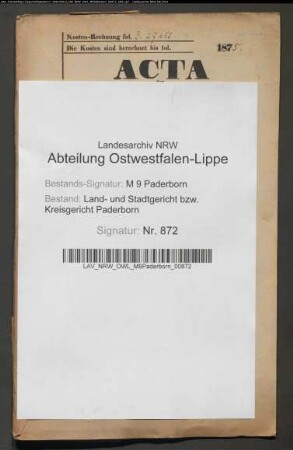 Kosten-Rechnung fol.
Die Kosten sind berechnet bis fol.
1875
ACTA
Landesarchiv NRW
Abteilung Ostwestfalen-Lippe
Bestands-Signatur: M 9 Paderborn
Bestand: Land- und Stadtgericht bzw.
Kreisgericht Paderborn
Signatur: Nr. 872
LAV_NRW_OWL_M9Paderborn_00872